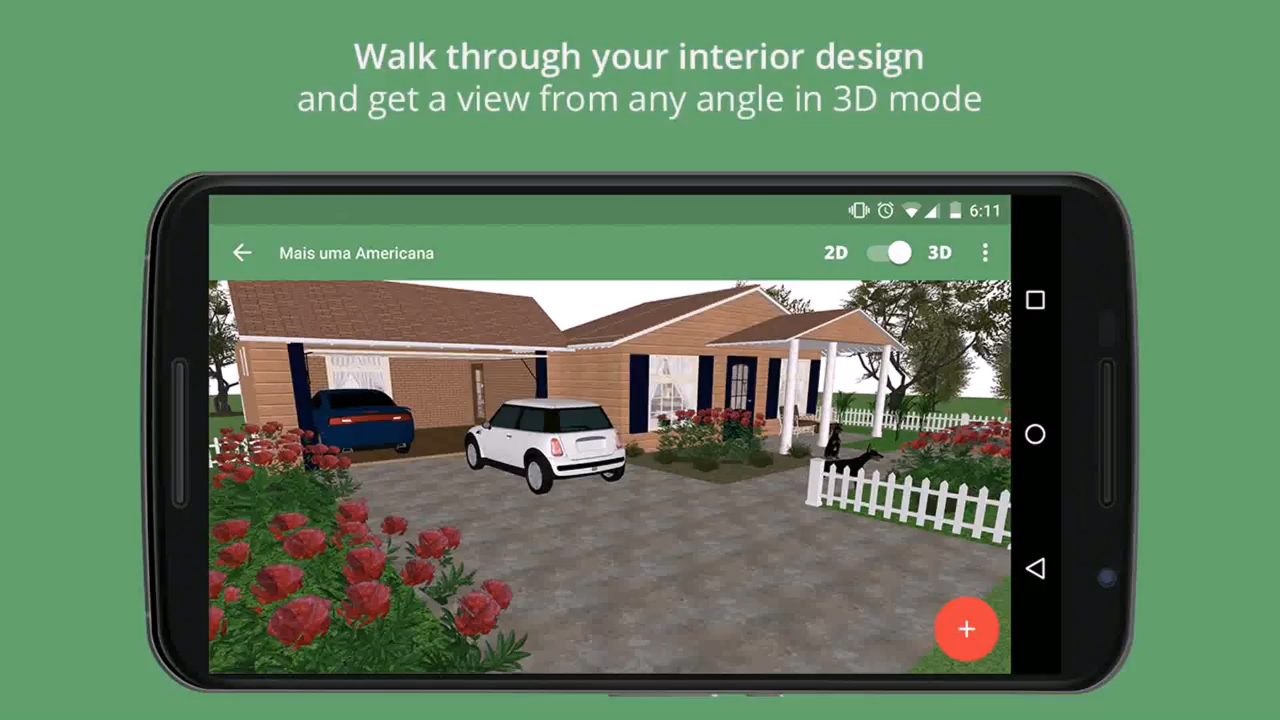 Walk through your interior design
and get a view from any angle in 3D mode
6:11
Mais uma Americana
2D
3D